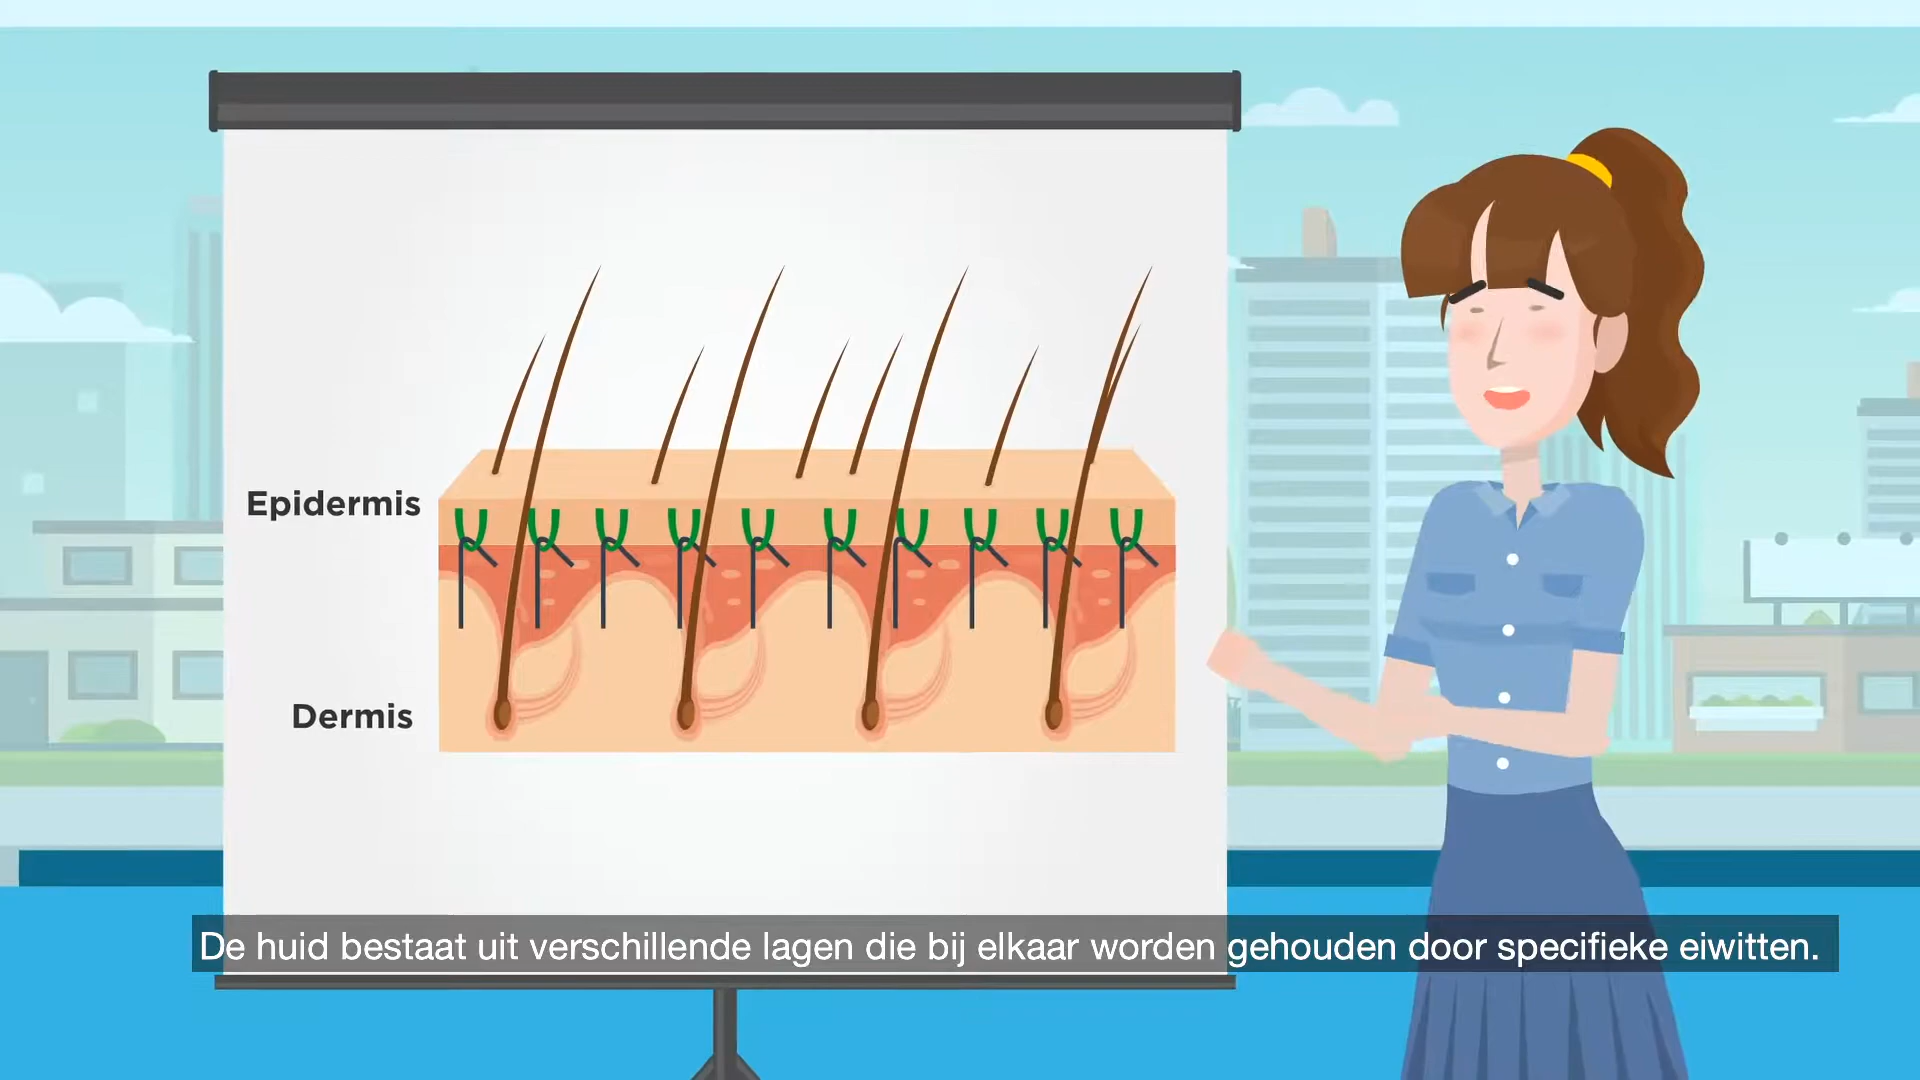 Epidermis
Dermis
De huid bestaat uit verschillende lagen die bij elkaar worden gehouden door specifieke eiwitten.